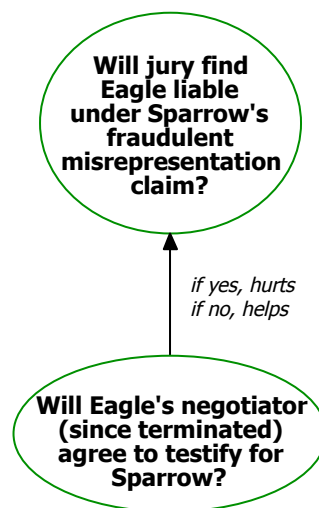 Will jury find
Eagle liable
under Sparrow's
fraudulent
misrepresentation
claim?
if yes, hurts
if no, helps
Will Eagle's negotiator
(since terminated)
agree to testify for
Sparrow?